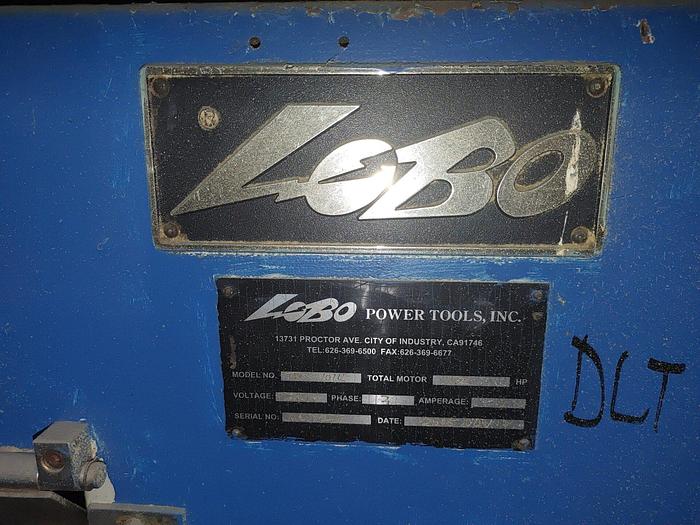 LOBO
LOBO POWER TOOLS, INC.
13731 PROCTOR AVE. CITY OF INDUSTRY, CA91746
TEL:626-369-6500 FAX:626-369-6677
MODEL NO. TOTAL MOTOR HP
VOLTAGE: PHASE: 3 AMPERAGE:
SERIAL NO: DATE:
DLT